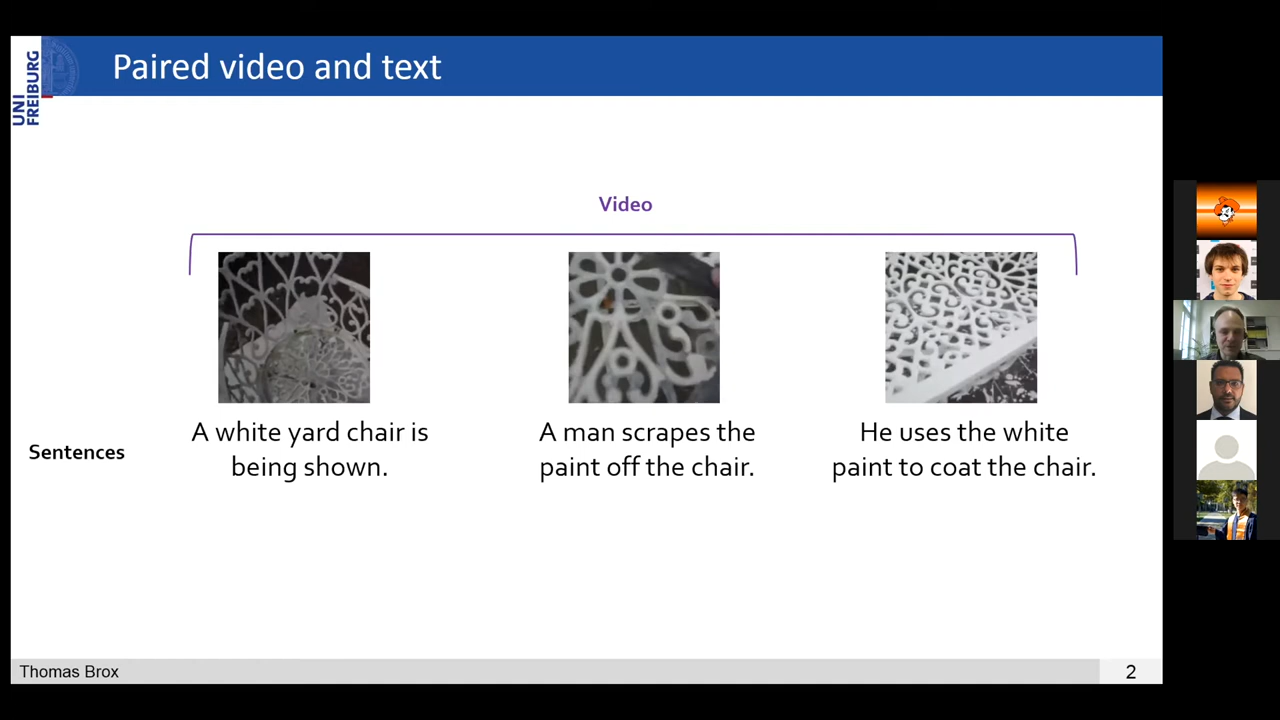 Paired video and text
UNI
FREIBURG
Video
A white yard chair is
being shown.
A man scrapes the
paint off the chair.
He uses the white
paint to coat the chair.
Sentences
Thomas Brox
2